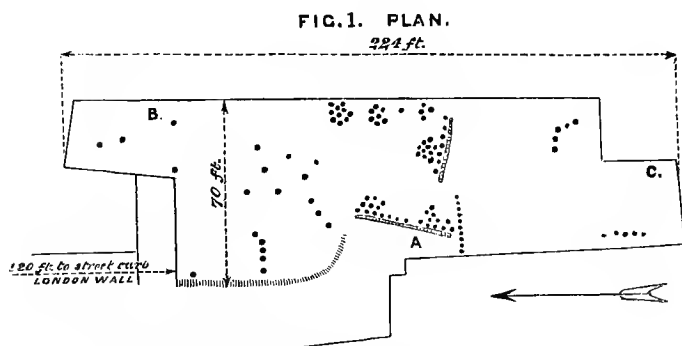 FIG. 1. PLAN.
224 ft.
B.
70 ft.
C.
A
120 ft. to street curb
LONDON WALL